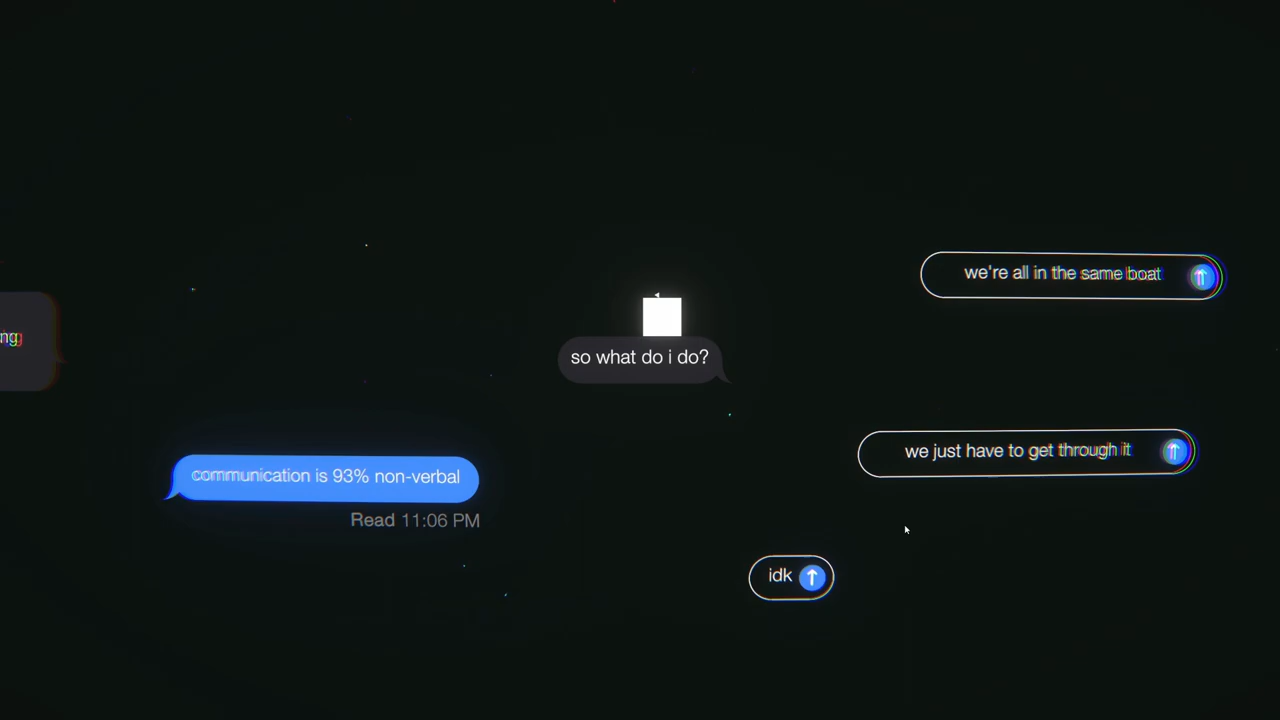 we're all in the same boat
ng
so what do i do?
we just have to get through it
communication is 93% non-verbal
Read 11:06 PM
idk